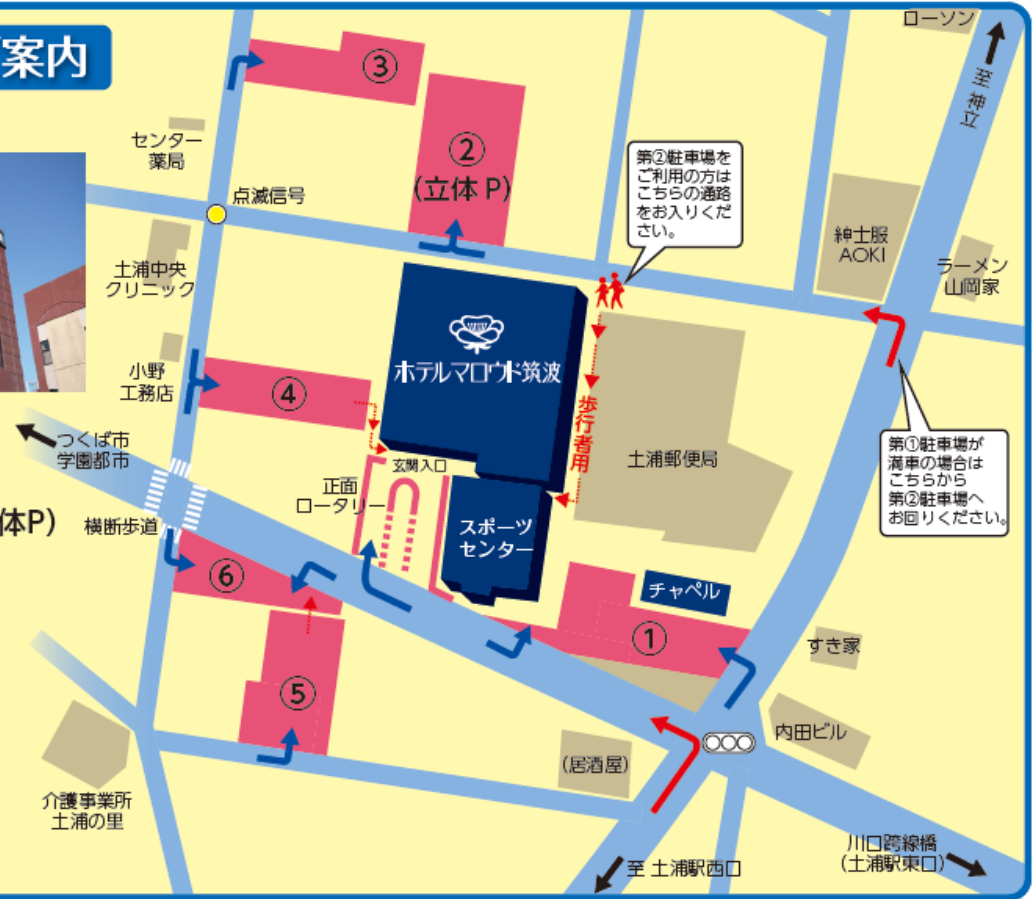 案内
ローソン
至 神立
③
センター
薬局
②
(立体 P)
第②駐車場を
ご利用の方は
こちらの通路
をお入りくだ
さい。
点滅信号
紳士服
AOKI
ラーメン
山岡家
土浦中央
クリニック
ホテルマロウド筑波
小野
工務店
④
歩行者用
つくば市
学園都市
玄関入口
正面
ロータリー
土浦郵便局
第①駐車場が
満車の場合は
こちらから
第②駐車場へ
お回りください。
体P)
横断歩道
スポーツ
センター
⑥
チャペル
①
すき家
⑤
内田ビル
(居酒屋)
介護事業所
土浦の里
至 土浦駅西口
川口跨線橋
(土浦駅東口)